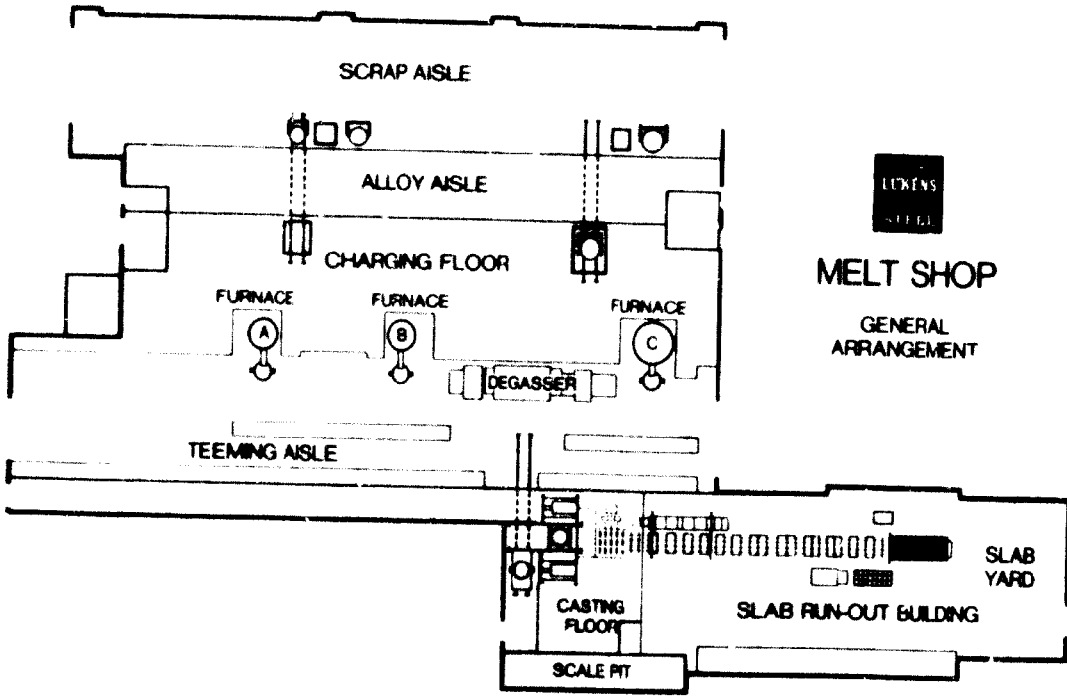 SCRAP AISLE
ALLOY AISLE
LUKENS
STEEL
CHARGING FLOOR
MELT SHOP
GENERAL
ARRANGEMENT
FURNACE
FURNACE
FURNACE
A
B
C
DEGASSER
TEEMING AISLE
SLAB
YARD
CASTING
FLOOR
SLAB RUN-OUT BUILDING
SCALE PIT